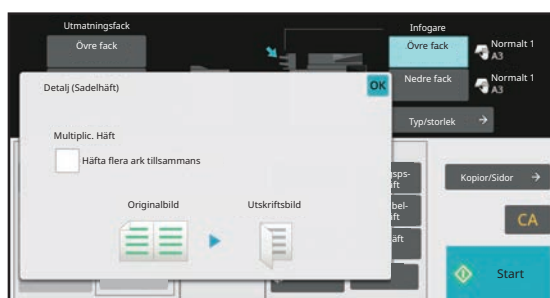 Utmatningsfack
Infogare
Övre fack
Övre fack
Normalt 1
A3
Nedre fack
Normalt 1
A3
Detalj (Sadelhäft)
OK
Typ/storlek
Multiplic. Häft
Häfta flera ark tillsammans
Kopior/Sidor
Originalbild
Utskriftsbild
CA
Start